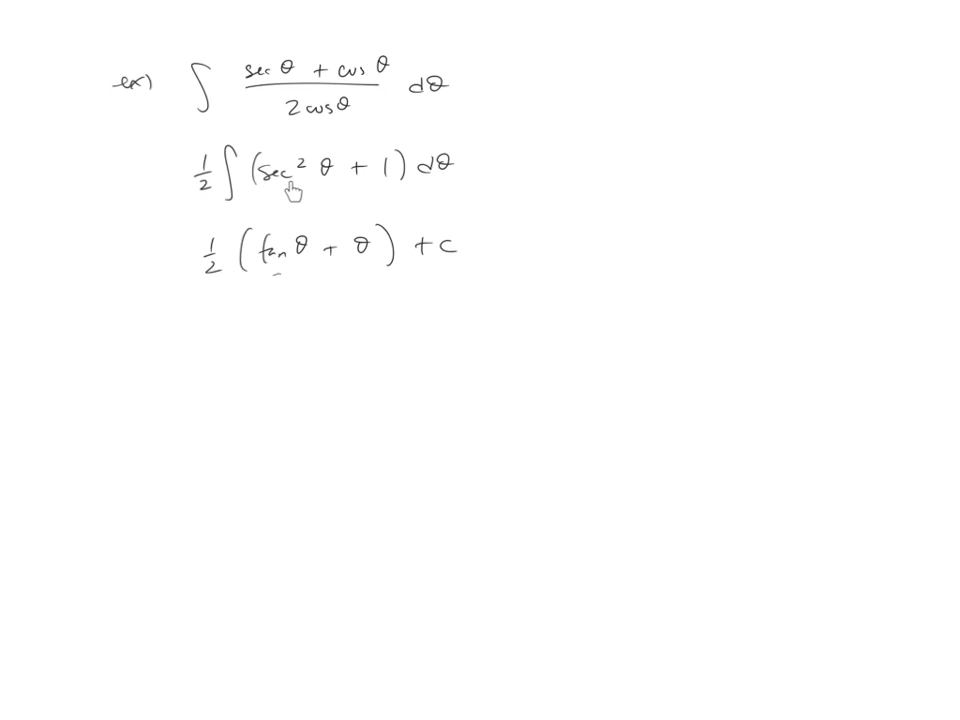 ex) ∫ (sec θ + cos θ)/(2 cos θ) dθ
1/2 ∫ (sec² θ + 1) dθ
1/2 (tan θ + θ) + c